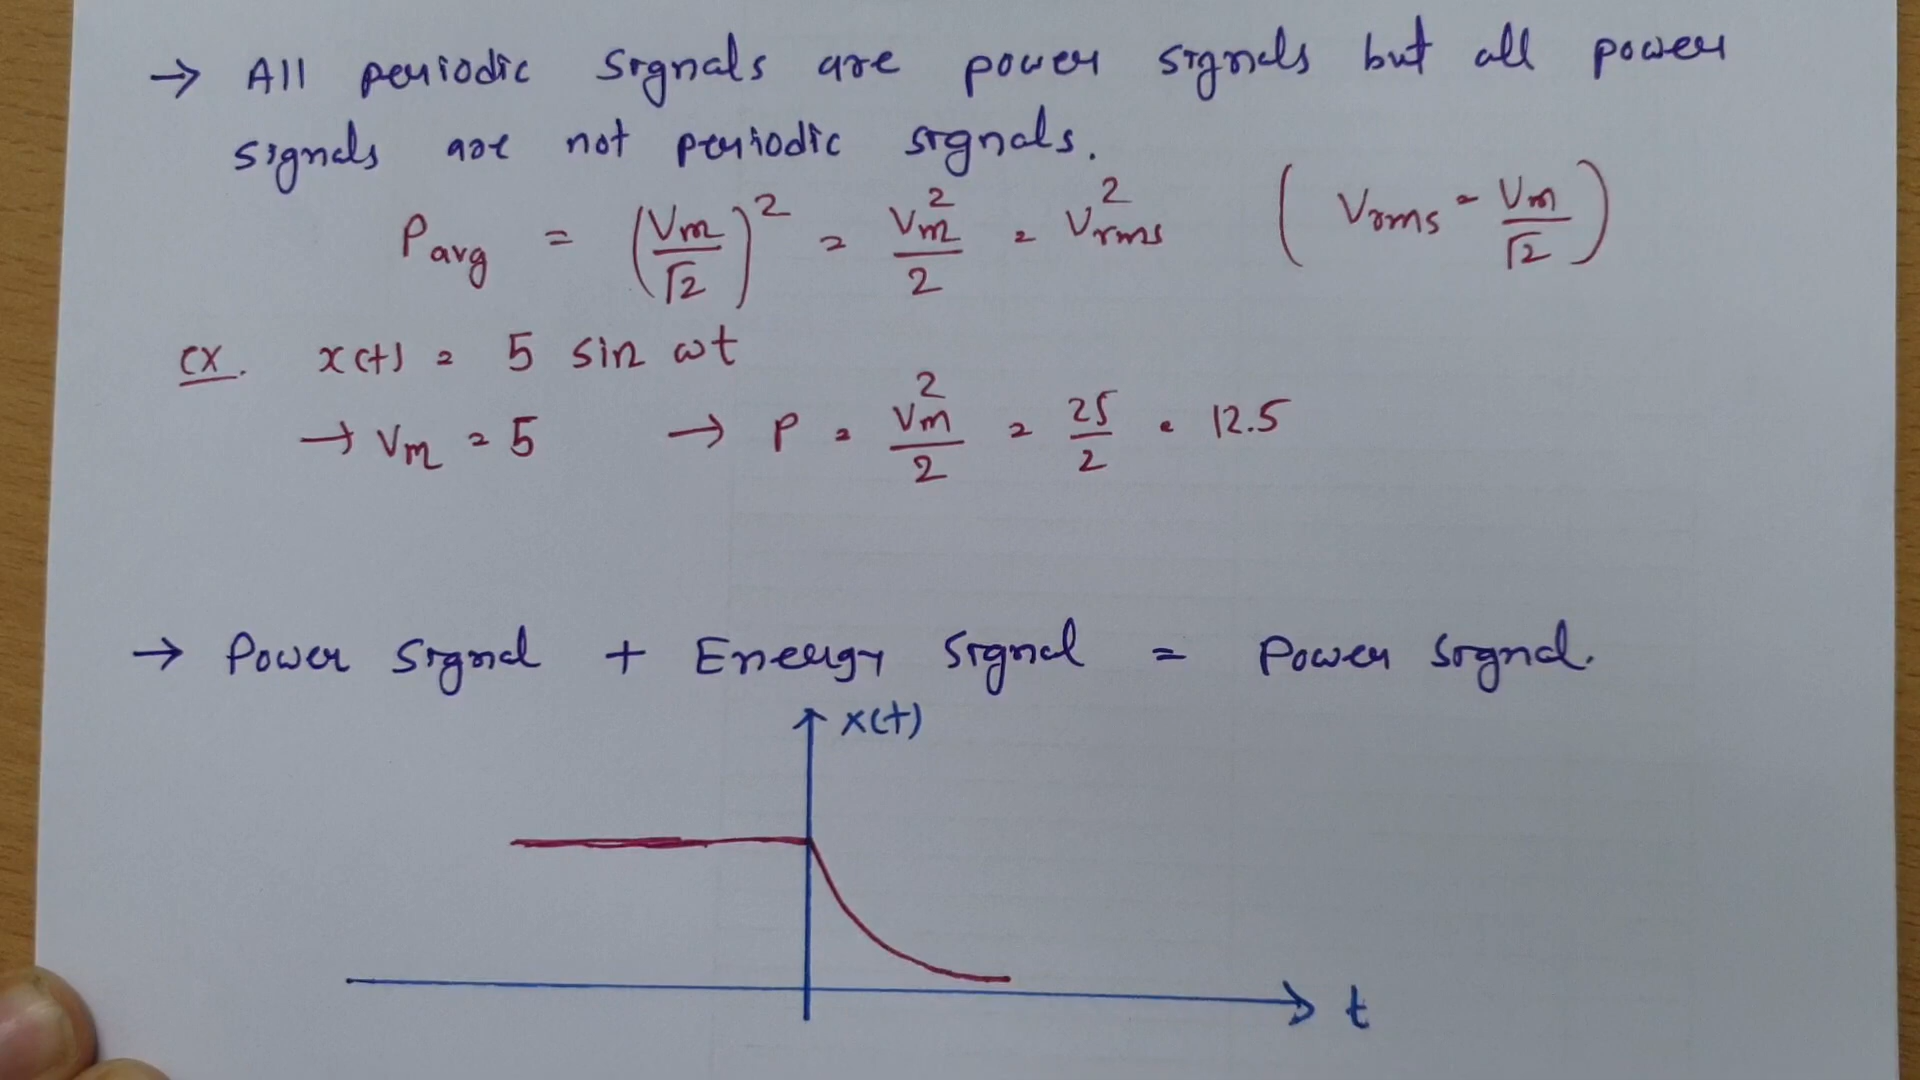 → All periodic signals are power signals but all power
signals are not periodic signals.
Pavg = (Vm/√2)² = Vm²/2 = V²rms (Vrms = Vm/√2)
ex. x(t) = 5 sin ωt
→ Vm = 5 → P = Vm²/2 = 25/2 = 12.5
→ Power Signal + Energy Signal = Power Signal.
x(t)
t